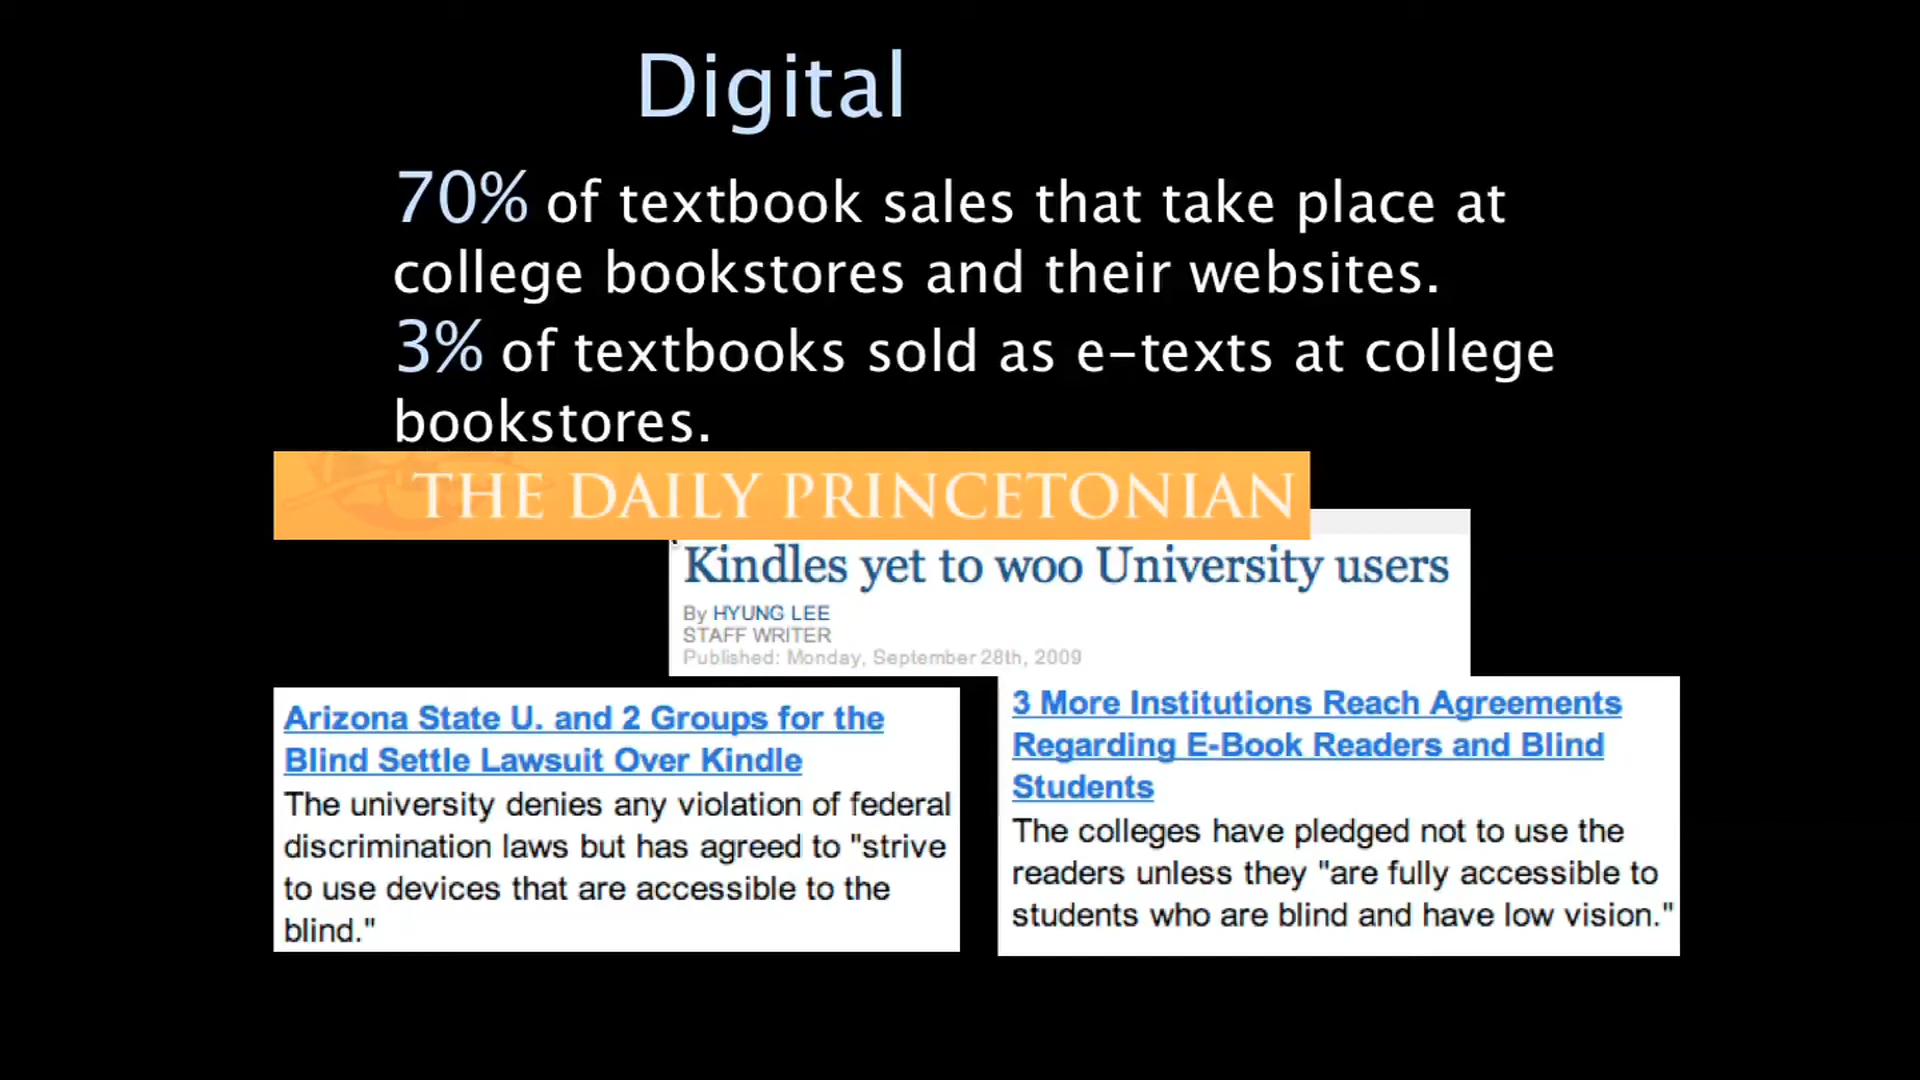 Digital
70% of textbook sales that take place at
college bookstores and their websites.
3% of textbooks sold as e-texts at college
bookstores.
THE DAILY PRINCETONIAN
Kindles yet to woo University users
By HYUNG LEE
STAFF WRITER
Published: Monday, September 28th, 2009
Arizona State U. and 2 Groups for the
Blind Settle Lawsuit Over Kindle
The university denies any violation of federal
discrimination laws but has agreed to "strive
to use devices that are accessible to the
blind."
3 More Institutions Reach Agreements
Regarding E-Book Readers and Blind
Students
The colleges have pledged not to use the
readers unless they "are fully accessible to
students who are blind and have low vision."